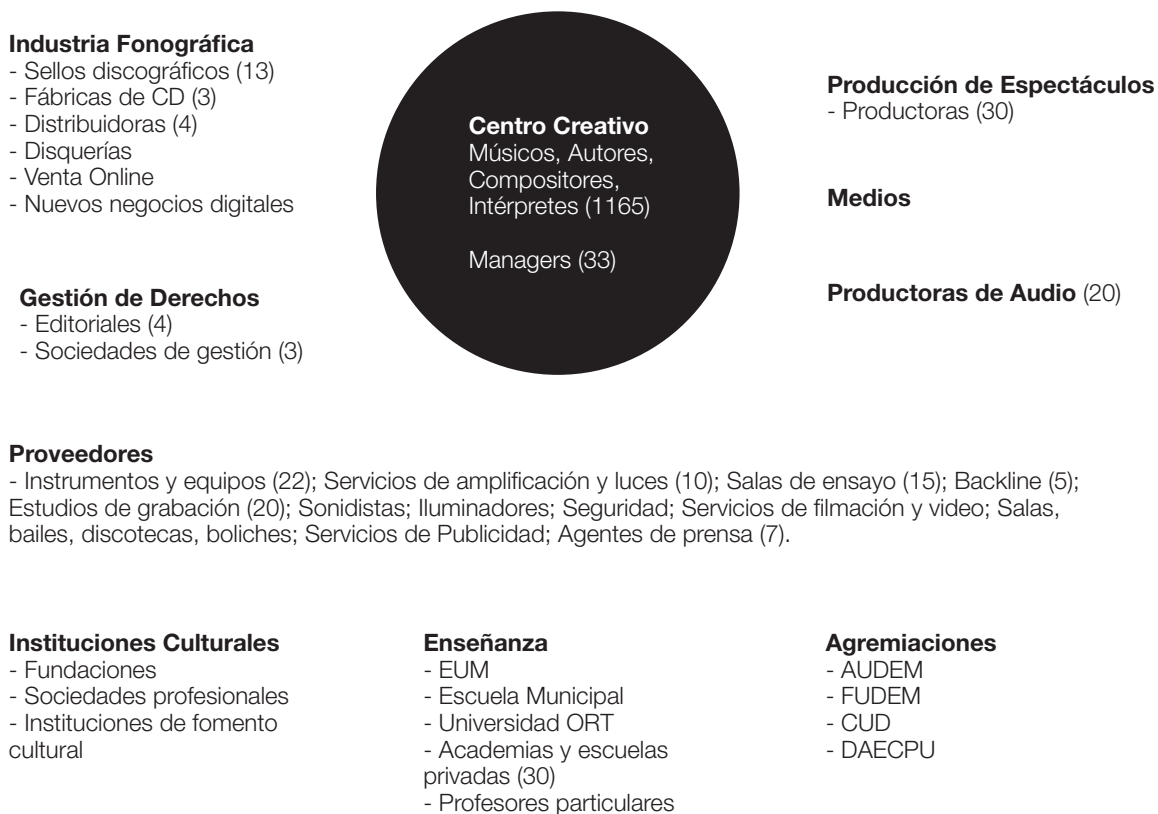 Industria Fonográfica
- Sellos discográficos (13)
- Fábricas de CD (3)
- Distribuidoras (4)
- Disquerías
- Venta Online
- Nuevos negocios digitales
Gestión de Derechos
- Editoriales (4)
- Sociedades de gestión (3)
Centro Creativo
Músicos, Autores,
Compositores,
Intérpretes (1165)
Managers (33)
Producción de Espectáculos
- Productoras (30)
Medios
Productoras de Audio (20)
Proveedores
- Instrumentos y equipos (22); Servicios de amplificación y luces (10); Salas de ensayo (15); Backline (5);
Estudios de grabación (20); Sonidistas; Iluminadores; Seguridad; Servicios de filmación y video; Salas,
bailes, discotecas, boliches; Servicios de Publicidad; Agentes de prensa (7).
Instituciones Culturales
- Fundaciones
- Sociedades profesionales
- Instituciones de fomento
cultural
Enseñanza
- EUM
- Escuela Municipal
- Universidad ORT
- Academias y escuelas
privadas (30)
- Profesores particulares
Agremiaciones
- AUDEM
- FUDEM
- CUD
- DAECPU